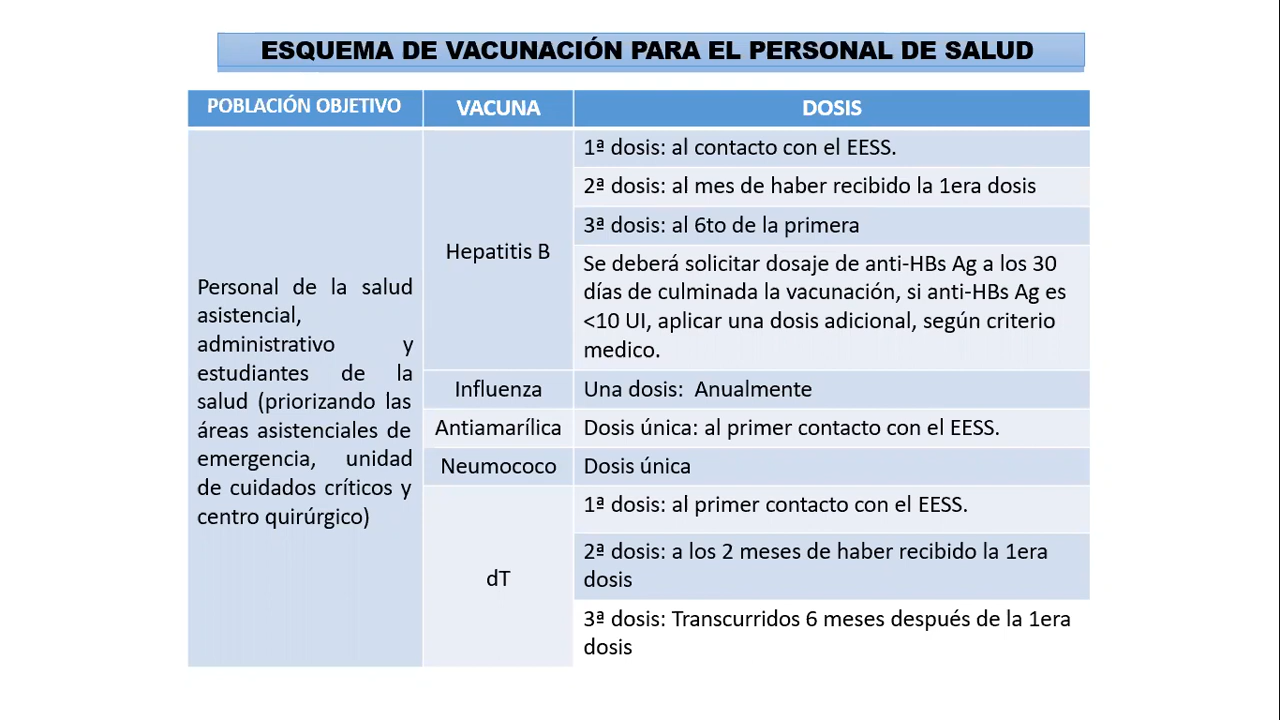 ESQUEMA DE VACUNACIÓN PARA EL PERSONAL DE SALUD
POBLACIÓN OBJETIVO
VACUNA
DOSIS
Personal de la salud
asistencial,
administrativo y
estudiantes de la
salud (priorizando las
áreas asistenciales de
emergencia, unidad
de cuidados críticos y
centro quirúrgico)
Hepatitis B
1ª dosis: al contacto con el EESS.
2ª dosis: al mes de haber recibido la 1era dosis
3ª dosis: al 6to de la primera
Se deberá solicitar dosaje de anti-HBs Ag a los 30
días de culminada la vacunación, si anti-HBs Ag es
<10 UI, aplicar una dosis adicional, según criterio
medico.
Influenza
Una dosis: Anualmente
Antiamarílica
Dosis única: al primer contacto con el EESS.
Neumococo
Dosis única
dT
1ª dosis: al primer contacto con el EESS.
2ª dosis: a los 2 meses de haber recibido la 1era
dosis
3ª dosis: Transcurridos 6 meses después de la 1era
dosis